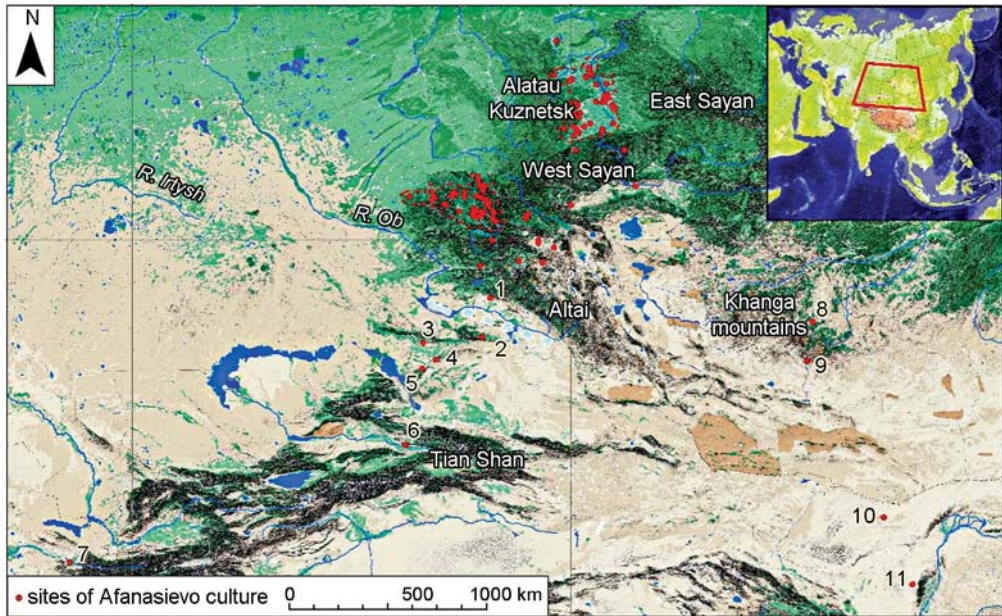 N
Alatau
Kuznetsk
East Sayan
West Sayan
R. Irtysh
R. Ob
1
Altai
Khanga
mountains
8
3
2
4
9
5
6
Tian Shan
10
7
11
sites of Afanasievo culture
0 500 1000 km